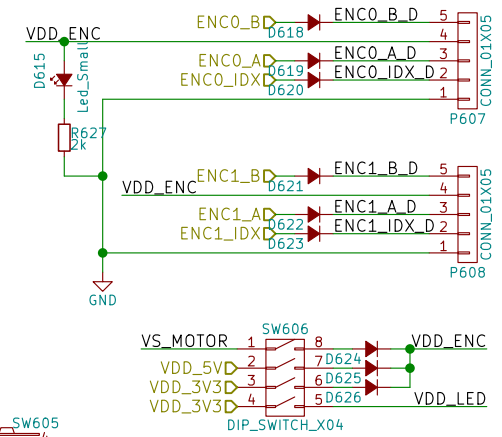 ENC0_B D618 ENC0_B_D 5
VDD_ENC 4
D615 Led_Small
ENC0_A D619 ENC0_A_D 3
ENC0_IDX D620 ENC0_IDX_D 2
1
CONN_01X05
P607
R627
2k
ENC1_B D621 ENC1_B_D 5
VDD_ENC 4
ENC1_A D622 ENC1_A_D 3
ENC1_IDX D623 ENC1_IDX_D 2
1
CONN_01X05
P608
GND
SW606
VS_MOTOR 1 8 D624 VDD_ENC
VDD_5V 2 7 D625
VDD_3V3 3 6 D626
VDD_3V3 4 5 VDD_LED
DIP_SWITCH_X04
SW605